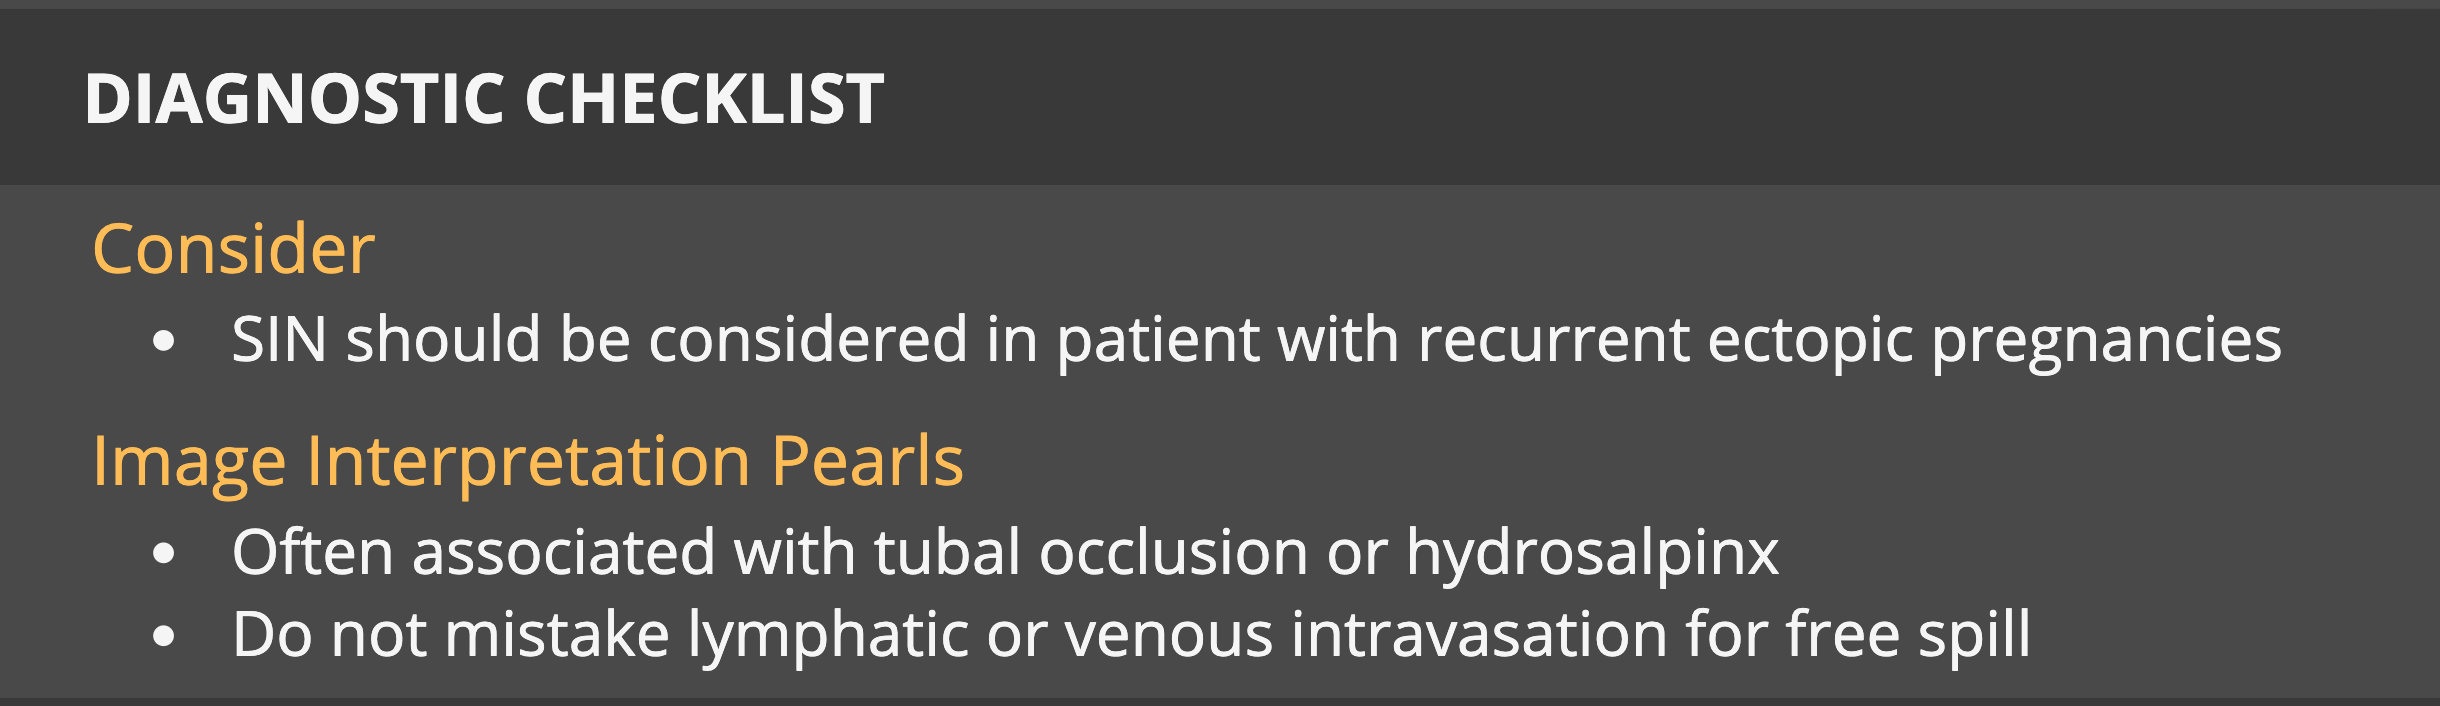 DIAGNOSTIC CHECKLIST
Consider
• SIN should be considered in patient with recurrent ectopic pregnancies
Image Interpretation Pearls
• Often associated with tubal occlusion or hydrosalpinx
• Do not mistake lymphatic or venous intravasation for free spill